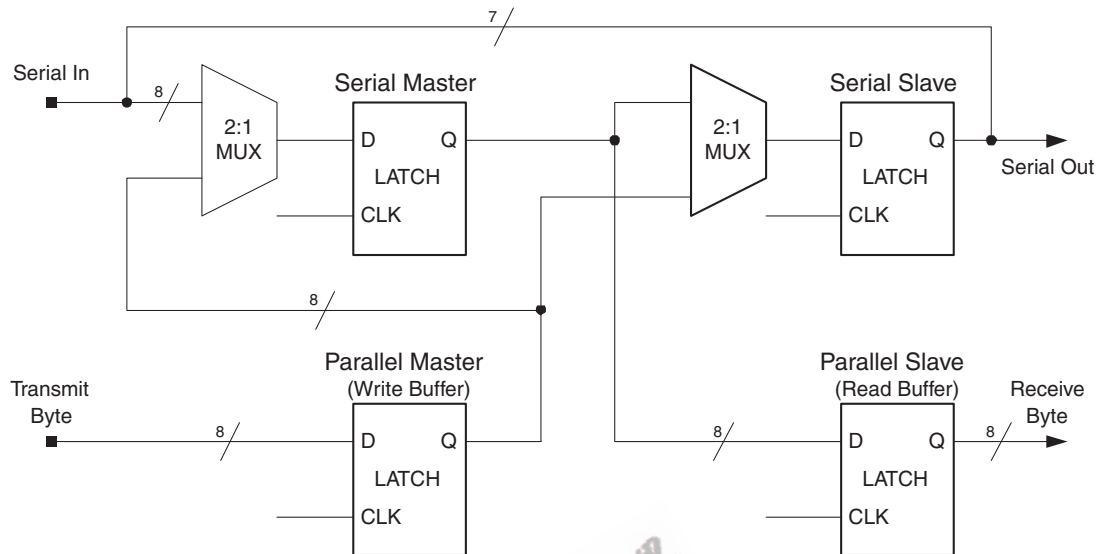 7
Serial In
8
2:1
MUX
Serial Master
D
Q
LATCH
CLK
2:1
MUX
Serial Slave
D
Q
LATCH
CLK
Serial Out
8
Transmit
Byte
8
Parallel Master
(Write Buffer)
D
Q
LATCH
CLK
8
Parallel Slave
(Read Buffer)
D
Q
LATCH
CLK
8
Receive
Byte